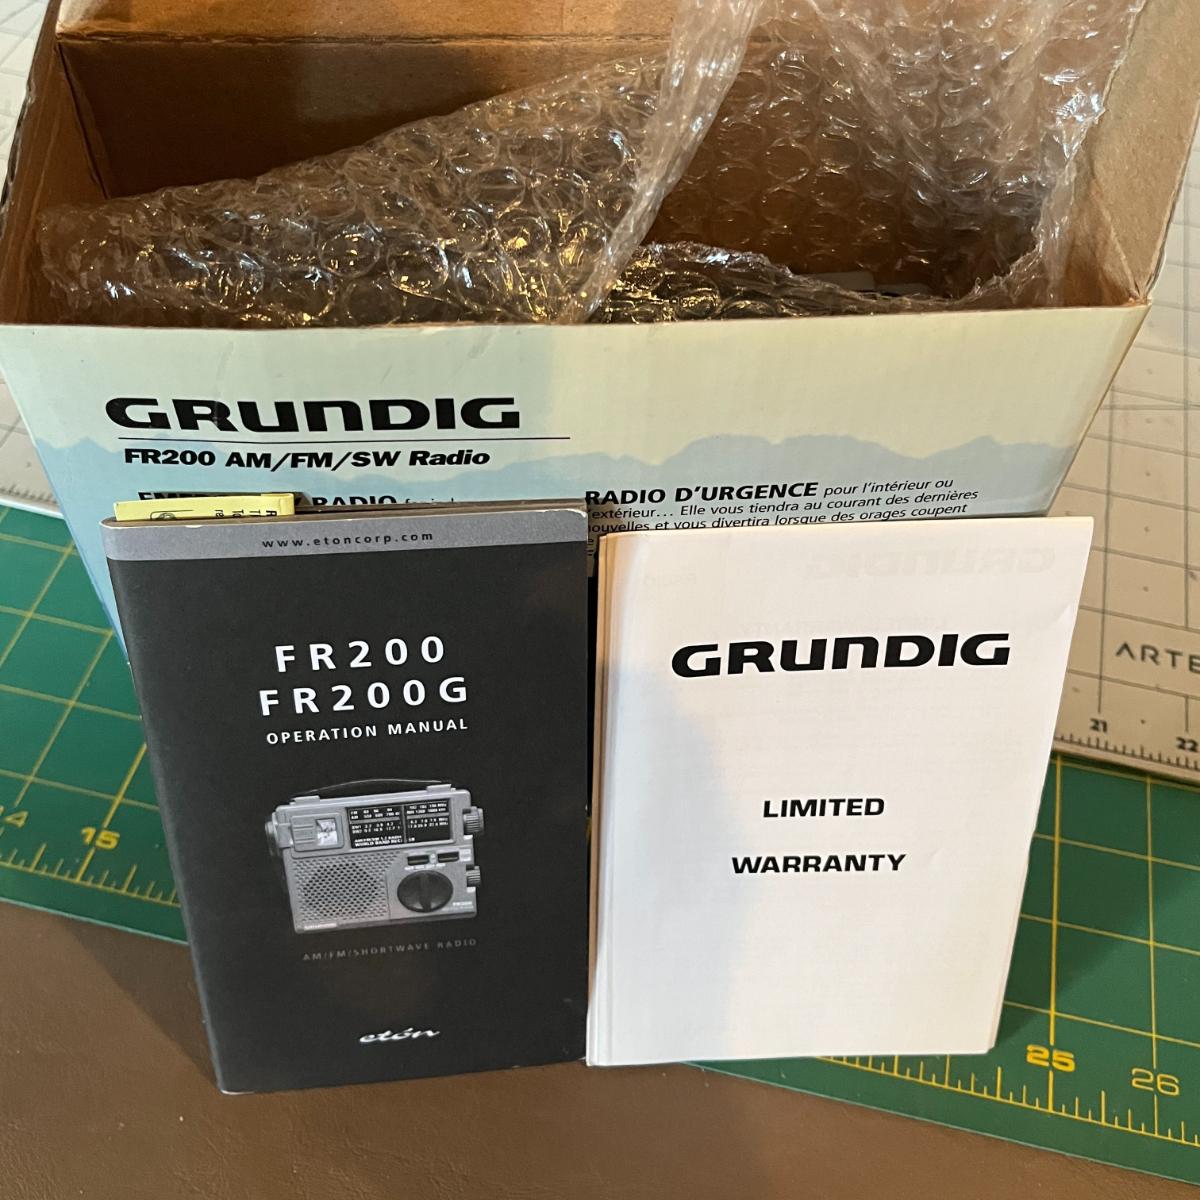 GRUNDIG
FR200 AM/FM/SW Radio
RADIO
RADIO D'URGENCE pour l'intérieur ou
l'extérieur... Elle vous tiendra au courant des dernières
nouvelles et vous divertira lorsque des orages coupent
www.etoncorp.com
FR200
FR200G
OPERATION MANUAL
AM/FM/SHORTWAVE RADIO
etón
GRUNDIG
LIMITED
WARRANTY
ARTE
21
22
15
25
26